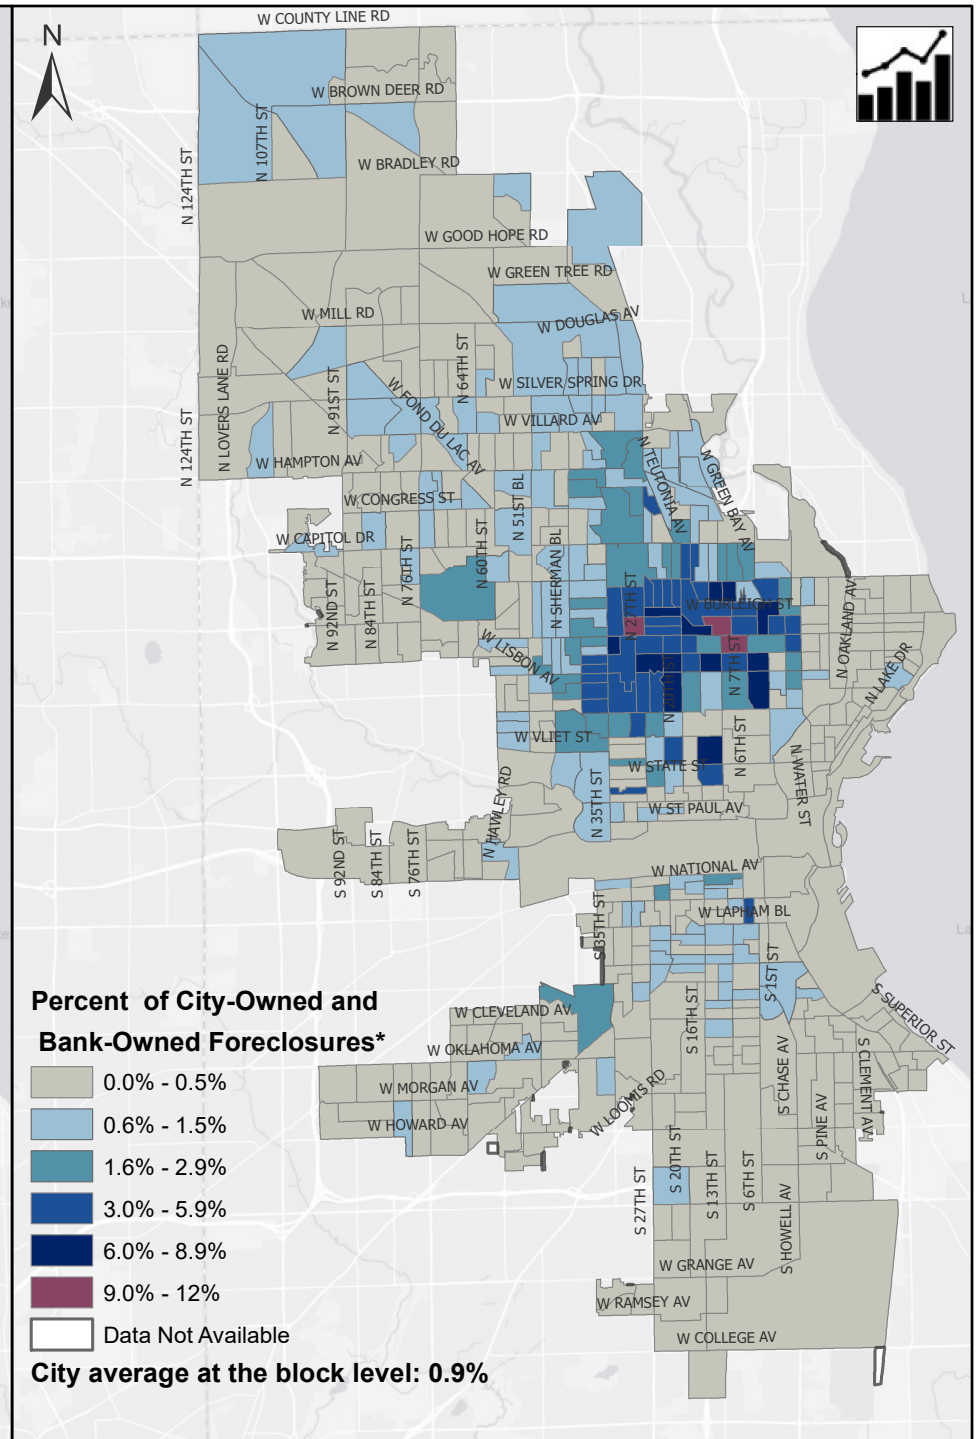 W COUNTY LINE RD
N
W BROWN DEER RD
N 107TH ST
N 124TH ST
W BRADLEY RD
W GOOD HOPE RD
W GREEN TREE RD
W MILL RD
W DOUGLAS AV
N LOVERS LANE RD
N 91ST ST
W FOND DU LAC AV
N 64TH ST
W SILVER SPRING DR
W VILLARD AV
N 124TH ST
W HAMPTON AV
N TEUTONIA AV
N GREEN BAY AV
W CONGRESS ST
N 51ST BL
W CAPITOL DR
N 76TH ST
N 60TH ST
N SHERMAN BL
N 92ND ST
N 84TH ST
N 27TH ST
W BURLEIGH ST
N OAKLAND AV
W LISBON AV
N 20TH ST
N 7TH ST
N LAKE DR
W VLIET ST
N 6TH ST
W STATE ST
N WATER ST
N HAWLEY RD
N 35TH ST
W ST PAUL AV
S 92ND ST
S 84TH ST
S 76TH ST
W NATIONAL AV
S 35TH ST
W LAPHAM BL
S 1ST ST
Percent of City-Owned and
Bank-Owned Foreclosures*
W CLEVELAND AV
S 16TH ST
S SUPERIOR ST
W OKLAHOMA AV
0.0% - 0.5%
W MORGAN AV
W LOOMIS RD
S CHASE AV
S CLEMENT AV
0.6% - 1.5%
W HOWARD AV
S PINE AV
1.6% - 2.9%
S 20TH ST
S 27TH ST
S 13TH ST
S 6TH ST
3.0% - 5.9%
S HOWELL AV
6.0% - 8.9%
W GRANGE AV
9.0% - 12%
W RAMSEY AV
Data Not Available
W COLLEGE AV
City average at the block level: 0.9%